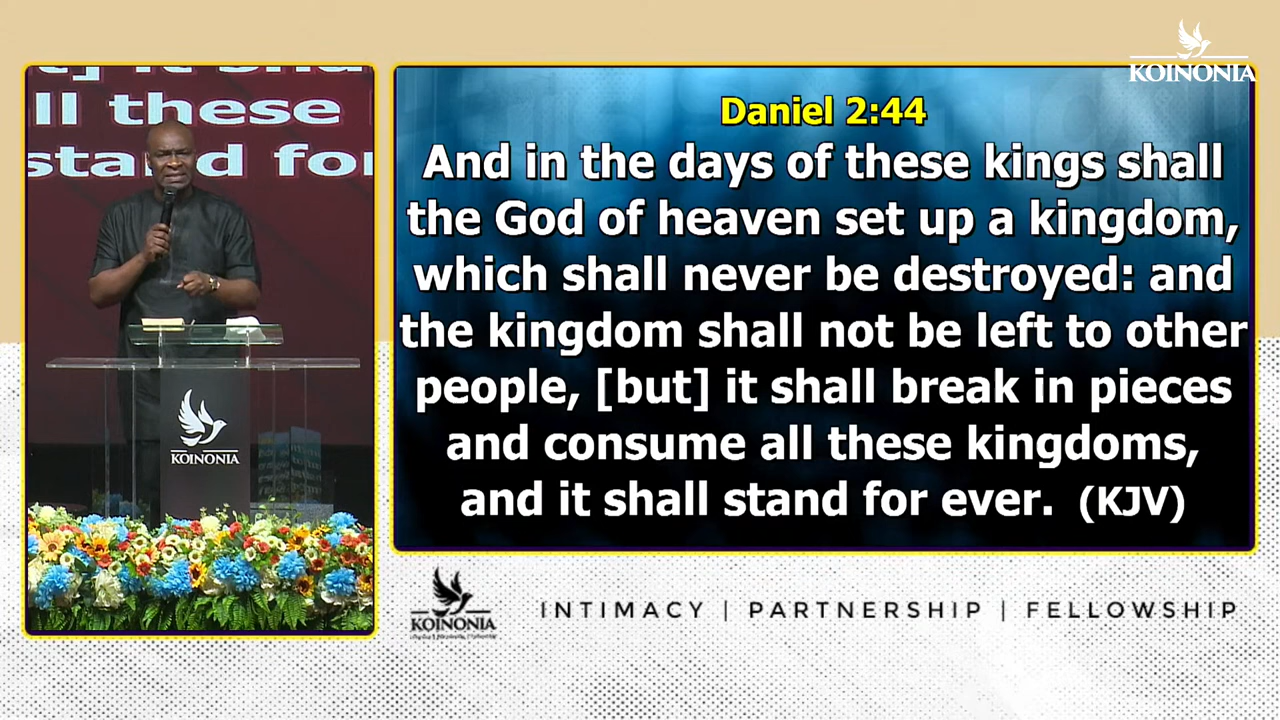 KOINONIA
t] it sha
ll these
stand for
KOINONIA
Daniel 2:44
And in the days of these kings shall
the God of heaven set up a kingdom,
which shall never be destroyed: and
the kingdom shall not be left to other
people, [but] it shall break in pieces
and consume all these kingdoms,
and it shall stand for ever. (KJV)
KOINONIA
INTIMACY | PARTNERSHIP | FELLOWSHIP